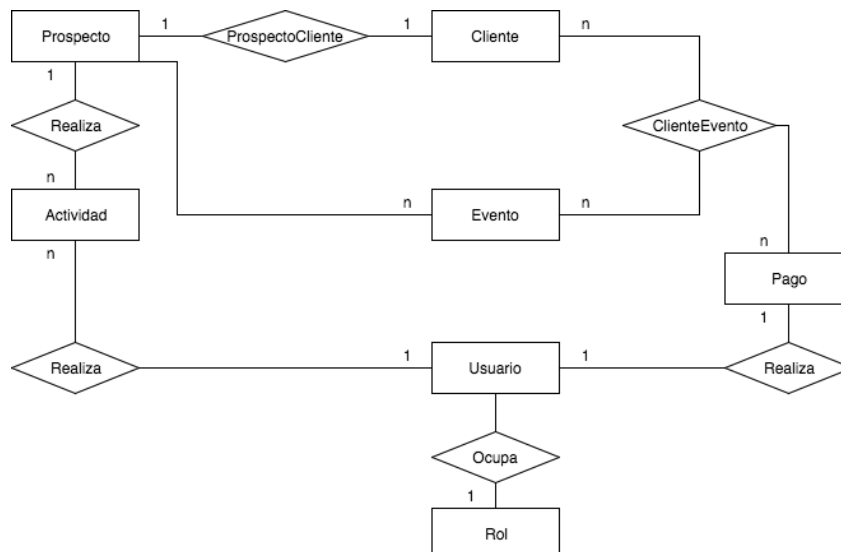 Prospecto
1
ProspectoCliente
1
Cliente
n
1
Realiza
ClienteEvento
n
Actividad
n
Evento
n
n
n
Pago
1
Realiza
1
Usuario
1
Realiza
Ocupa
1
Rol